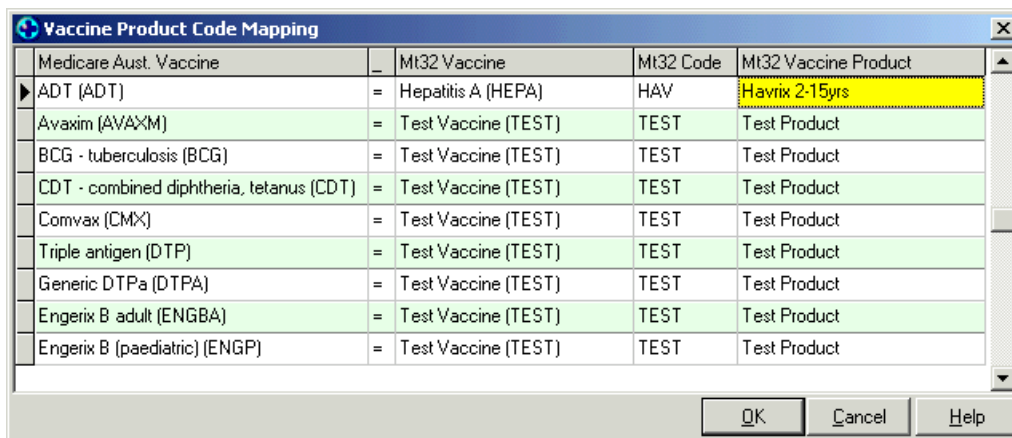 Vaccine Product Code Mapping
Medicare Aust. Vaccine _ Mt32 Vaccine Mt32 Code Mt32 Vaccine Product
ADT (ADT) = Hepatitis A (HEPA) HAV Havrix 2-15yrs
Avaxim (AVAXM) = Test Vaccine (TEST) TEST Test Product
BCG - tuberculosis (BCG) = Test Vaccine (TEST) TEST Test Product
CDT - combined diphtheria, tetanus (CDT) = Test Vaccine (TEST) TEST Test Product
Comvax (CMX) = Test Vaccine (TEST) TEST Test Product
Triple antigen (DTP) = Test Vaccine (TEST) TEST Test Product
Generic DTPa (DTPA) = Test Vaccine (TEST) TEST Test Product
Engerix B adult (ENGBA) = Test Vaccine (TEST) TEST Test Product
Engerix B (paediatric) (ENGP) = Test Vaccine (TEST) TEST Test Product
OK Cancel Help